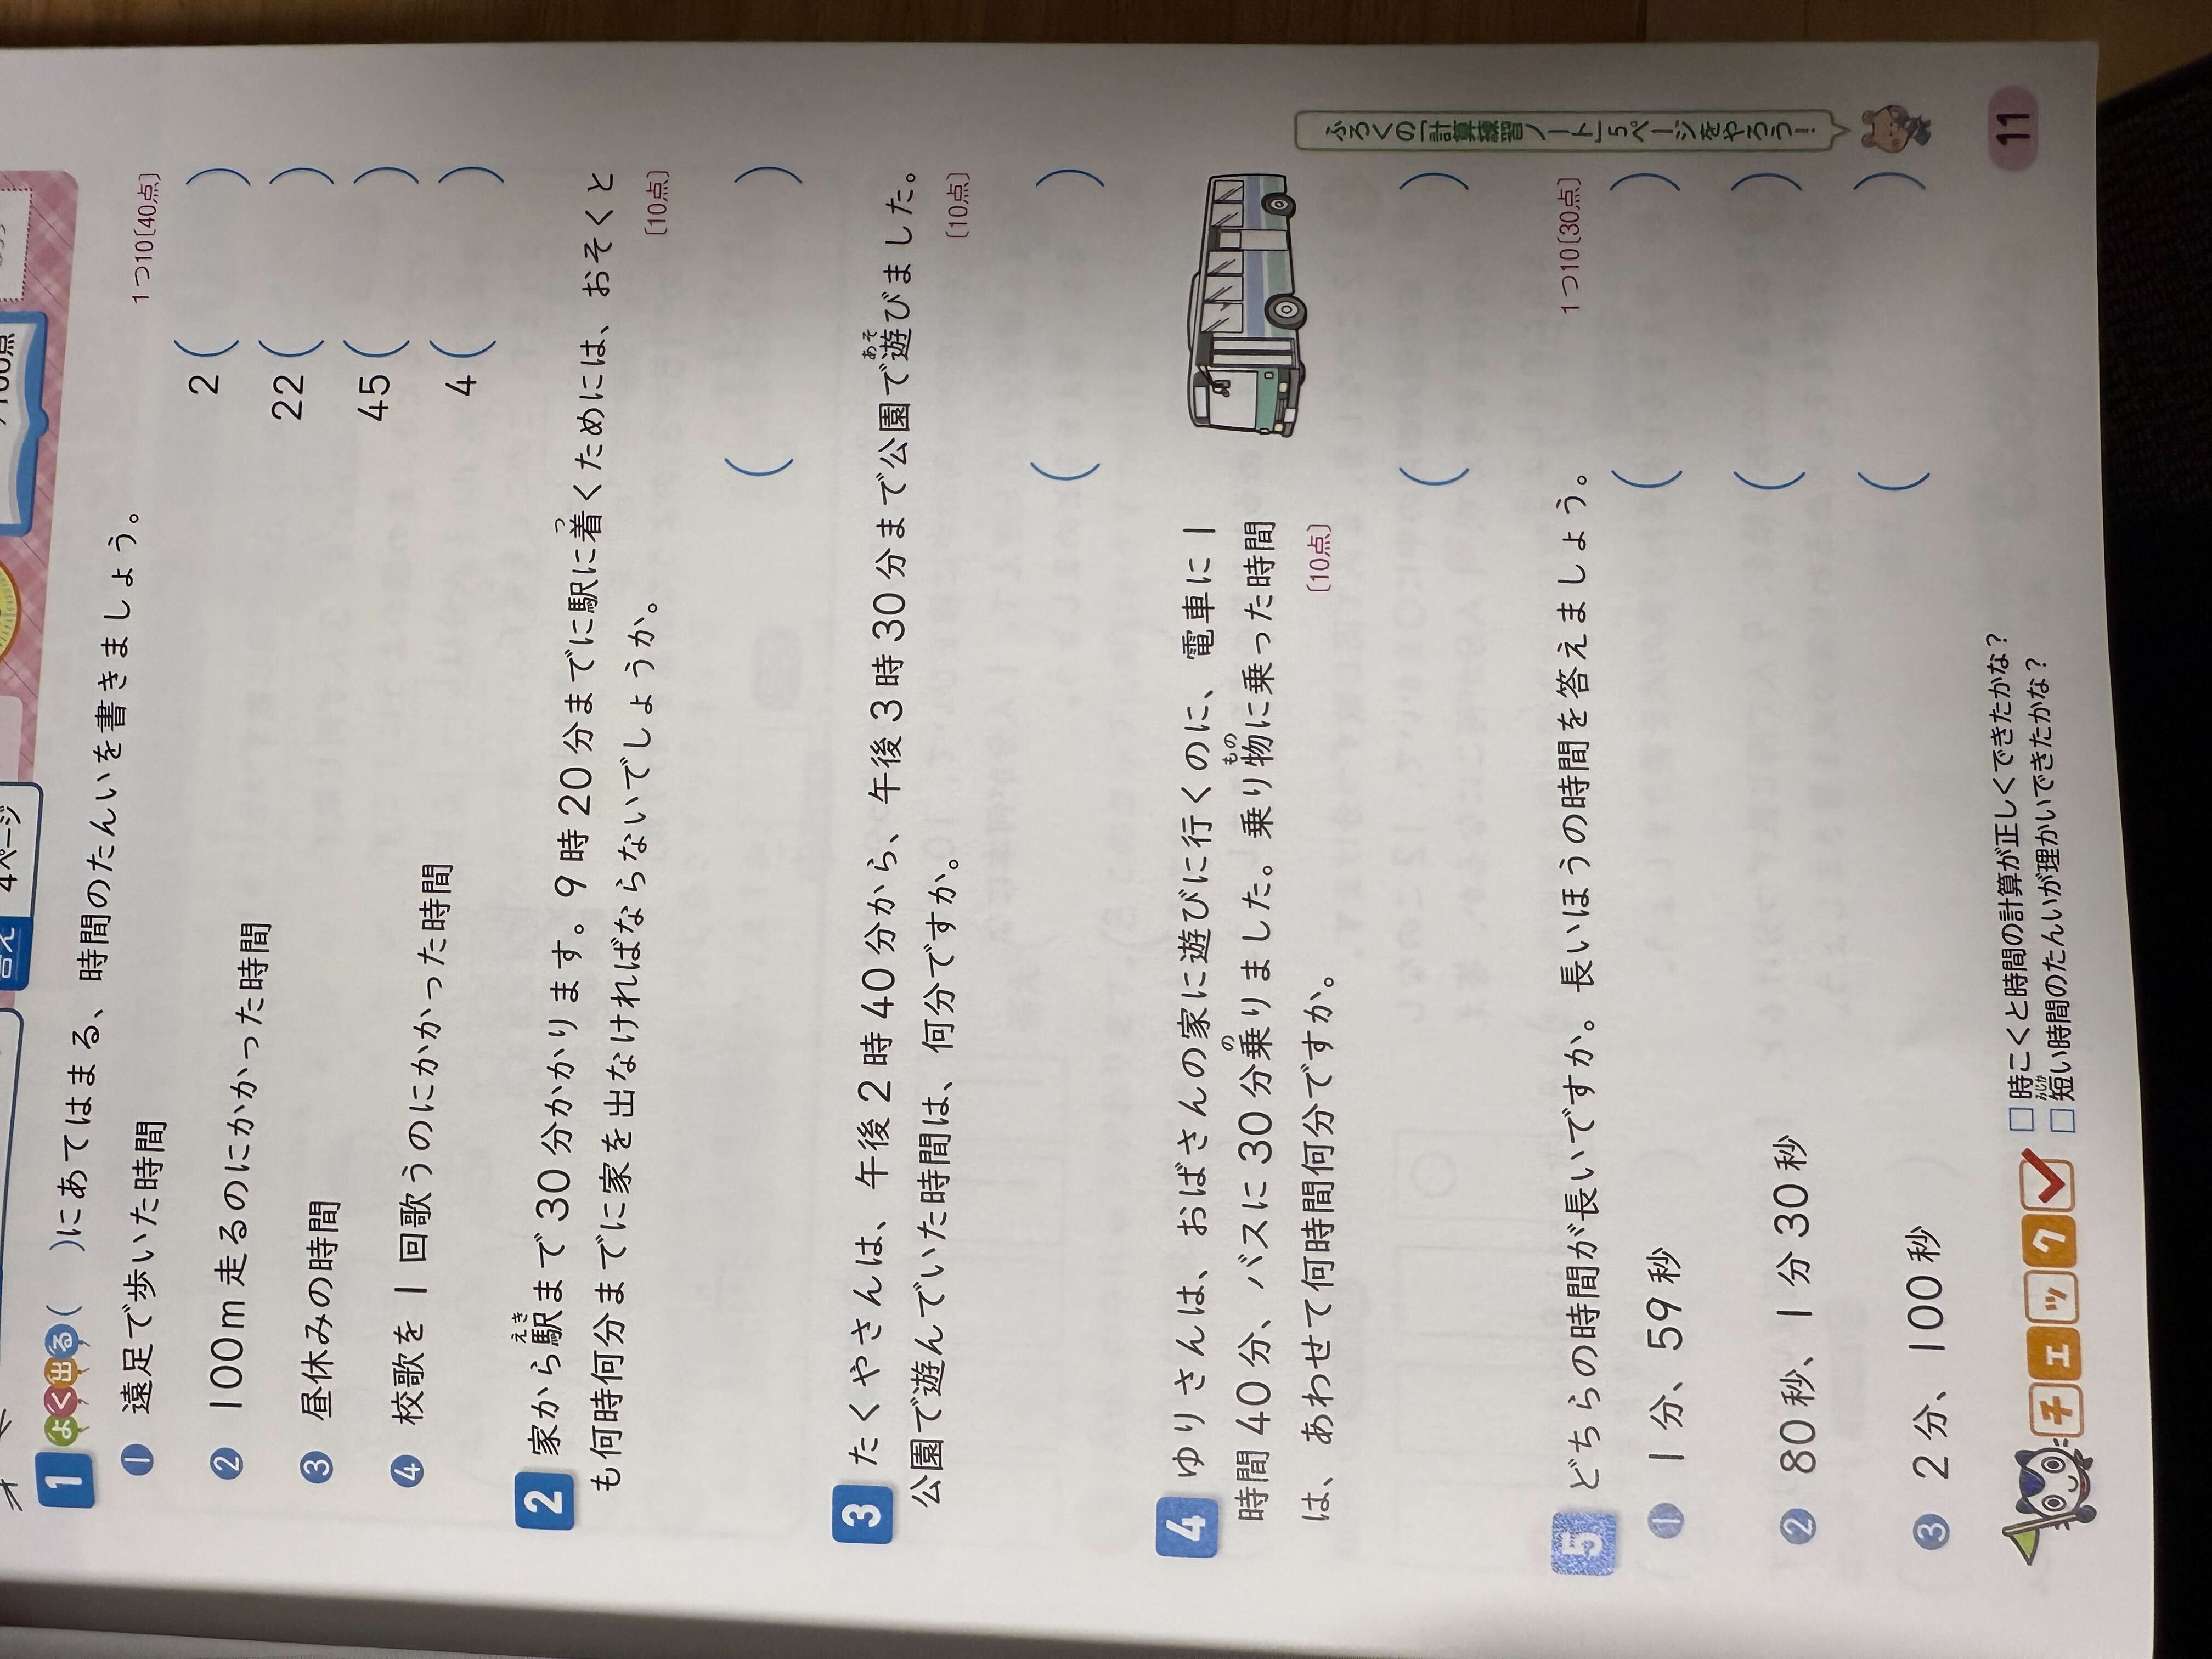 答え 4ページ
/100点
1 よく出る ( )にあてはまる、時間のたんいを書きましょう。
1つ10〔40点〕
① 遠足で歩いた時間 2( )
② 100m走るのにかかった時間 22( )
③ 昼休みの時間 45( )
④ 校歌を1回歌うのにかかった時間 4( )
2 家から駅まで30分かかります。9時20分までに駅に着くためには、おそくと
えき つ
も何時何分までに家を出なければならないでしょうか。
〔10点〕
( )
3 たくやさんは、午後2時40分から、午後3時30分まで公園で遊びました。
あそ
公園で遊んでいた時間は、何分ですか。
〔10点〕
( )
4 ゆりさんは、おばさんの家に遊びに行くのに、電車に1
時間40分、バスに30分乗りました。乗り物に乗った時間
の もの
は、あわせて何時間何分ですか。
〔10点〕
( )
5 どちらの時間が長いですか。長いほうの時間を答えましょう。
1つ10〔30点〕
① 1分、59秒 ( )
② 80秒、1分30秒 ( )
③ 2分、100秒 ( )
チェック
□時こくと時間の計算が正しくできたかな?
□短い時間のたんいが理かいできたかな?
みじか
ふろくの「計算練習ノート」5ページをやろう!
11